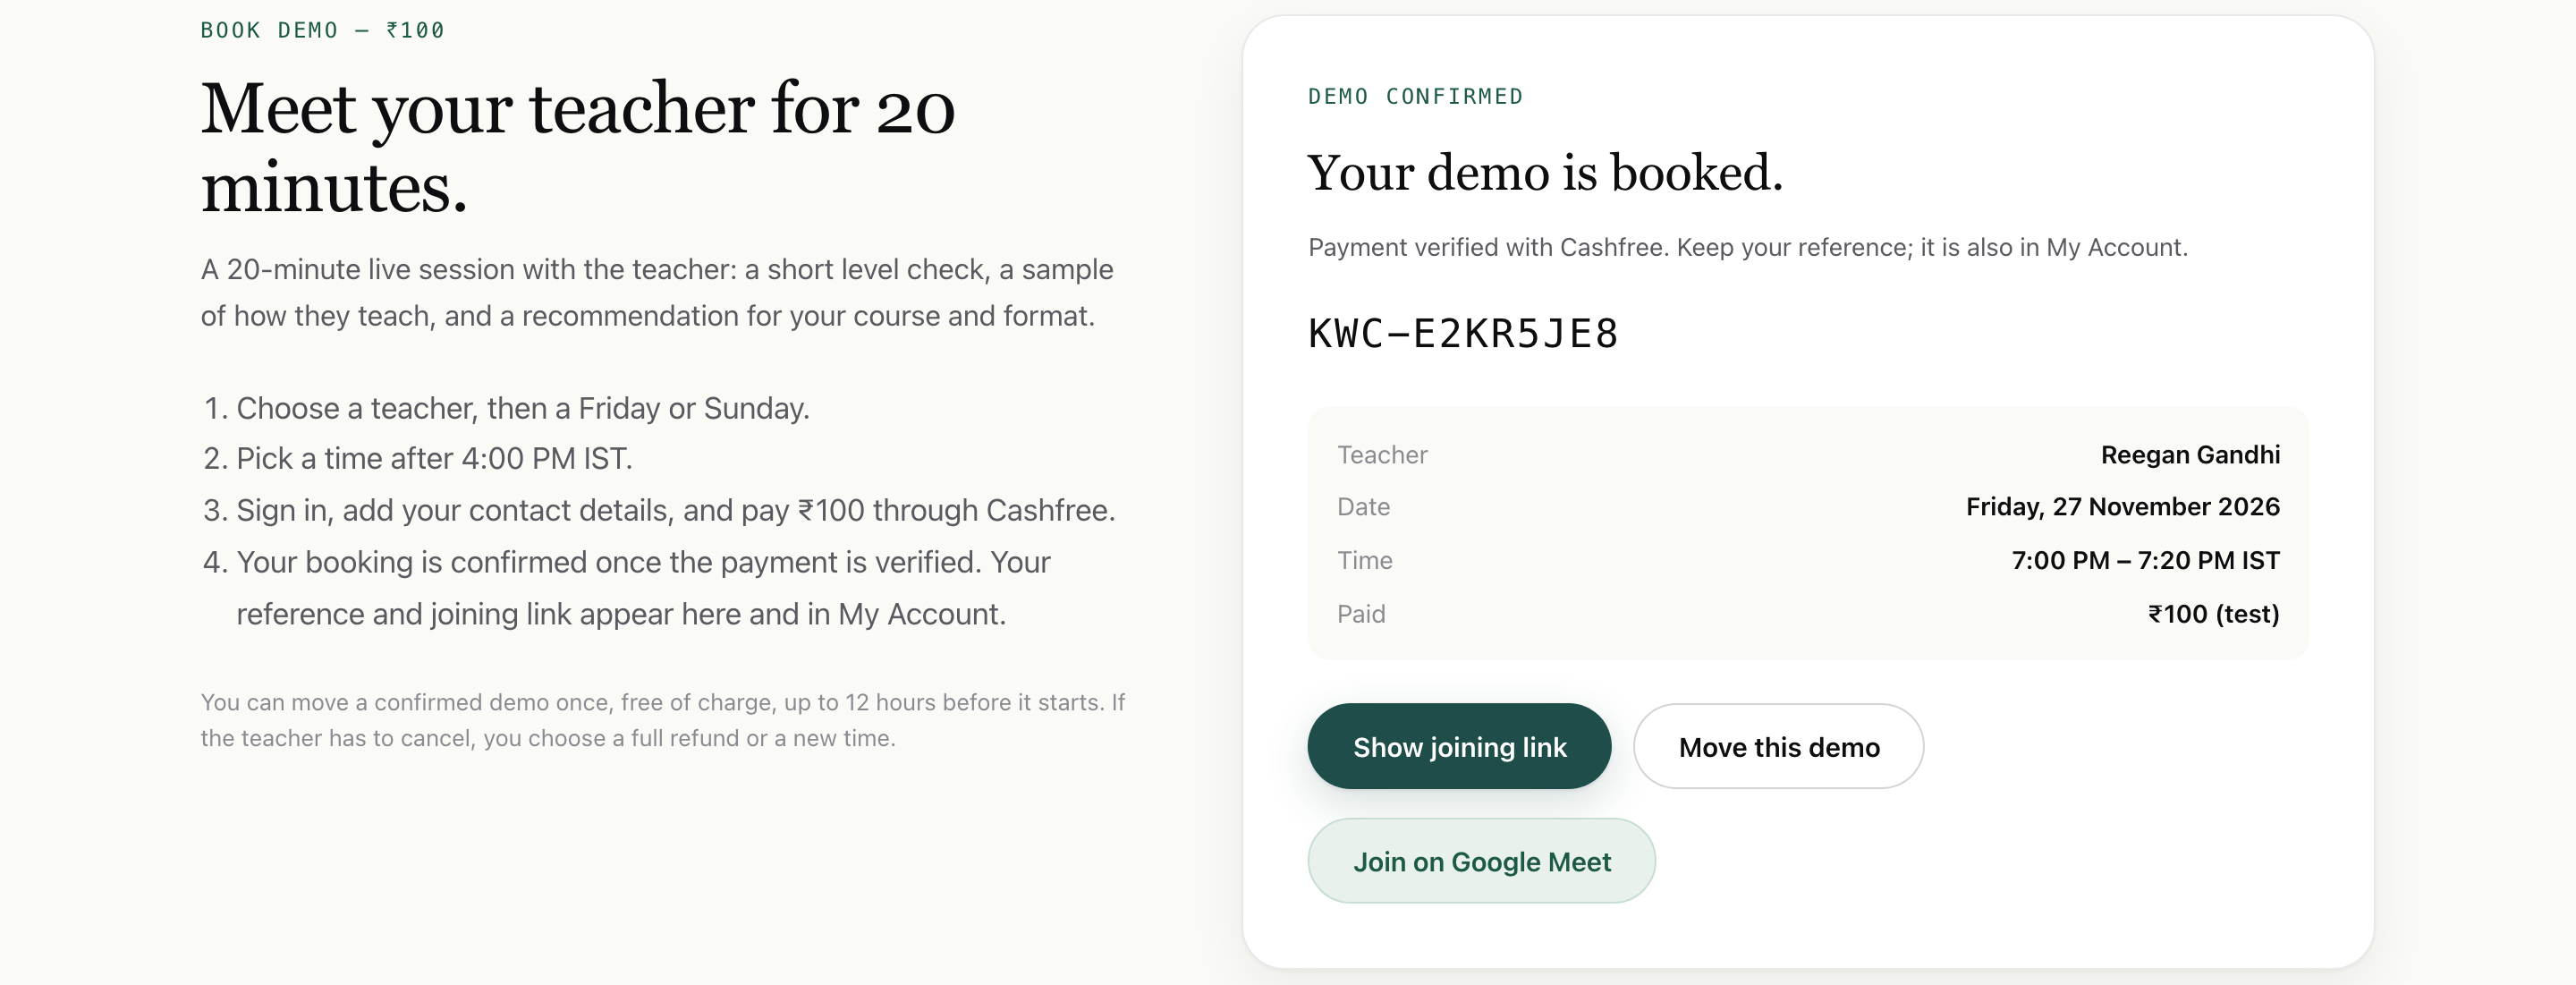 BOOK DEMO — ₹100
Meet your teacher for 20
minutes.
A 20-minute live session with the teacher: a short level check, a sample
of how they teach, and a recommendation for your course and format.
1. Choose a teacher, then a Friday or Sunday.
2. Pick a time after 4:00 PM IST.
3. Sign in, add your contact details, and pay ₹100 through Cashfree.
4. Your booking is confirmed once the payment is verified. Your
reference and joining link appear here and in My Account.
You can move a confirmed demo once, free of charge, up to 12 hours before it starts. If
the teacher has to cancel, you choose a full refund or a new time.
DEMO CONFIRMED
Your demo is booked.
Payment verified with Cashfree. Keep your reference; it is also in My Account.
KWC-E2KR5JE8
Teacher Reegan Gandhi
Date Friday, 27 November 2026
Time 7:00 PM – 7:20 PM IST
Paid ₹100 (test)
Show joining link Move this demo
Join on Google Meet